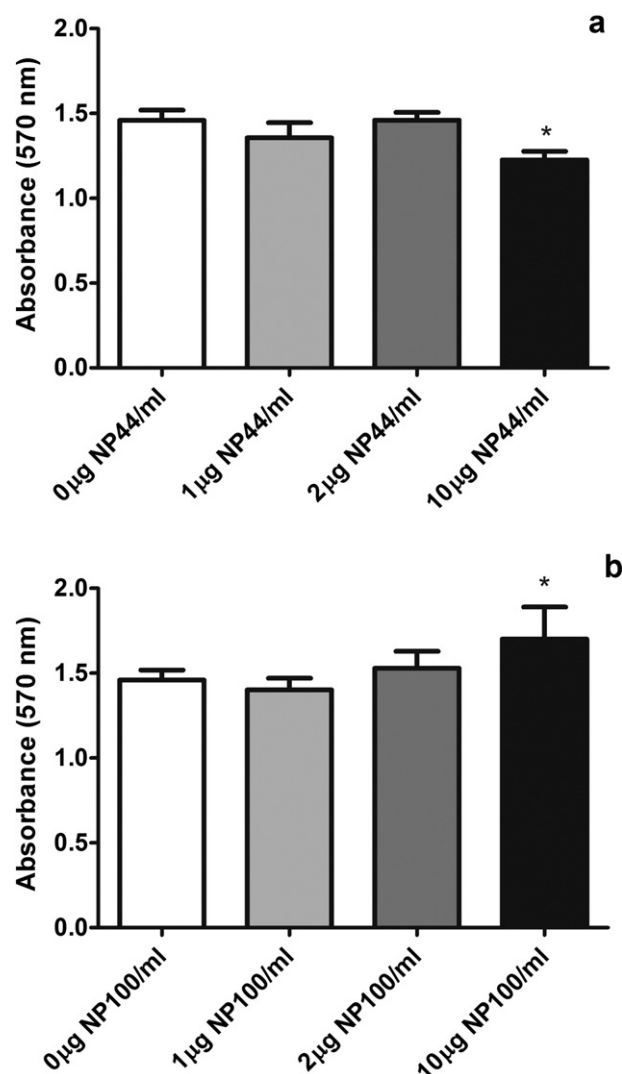 a
2.0
1.5
1.0
0.5
0.0
Absorbance (570 nm)
*
0μg NP44/ml
1μg NP44/ml
2μg NP44/ml
10μg NP44/ml
b
2.0
1.5
1.0
0.5
0.0
Absorbance (570 nm)
*
0μg NP100/ml
1μg NP100/ml
2μg NP100/ml
10μg NP100/ml